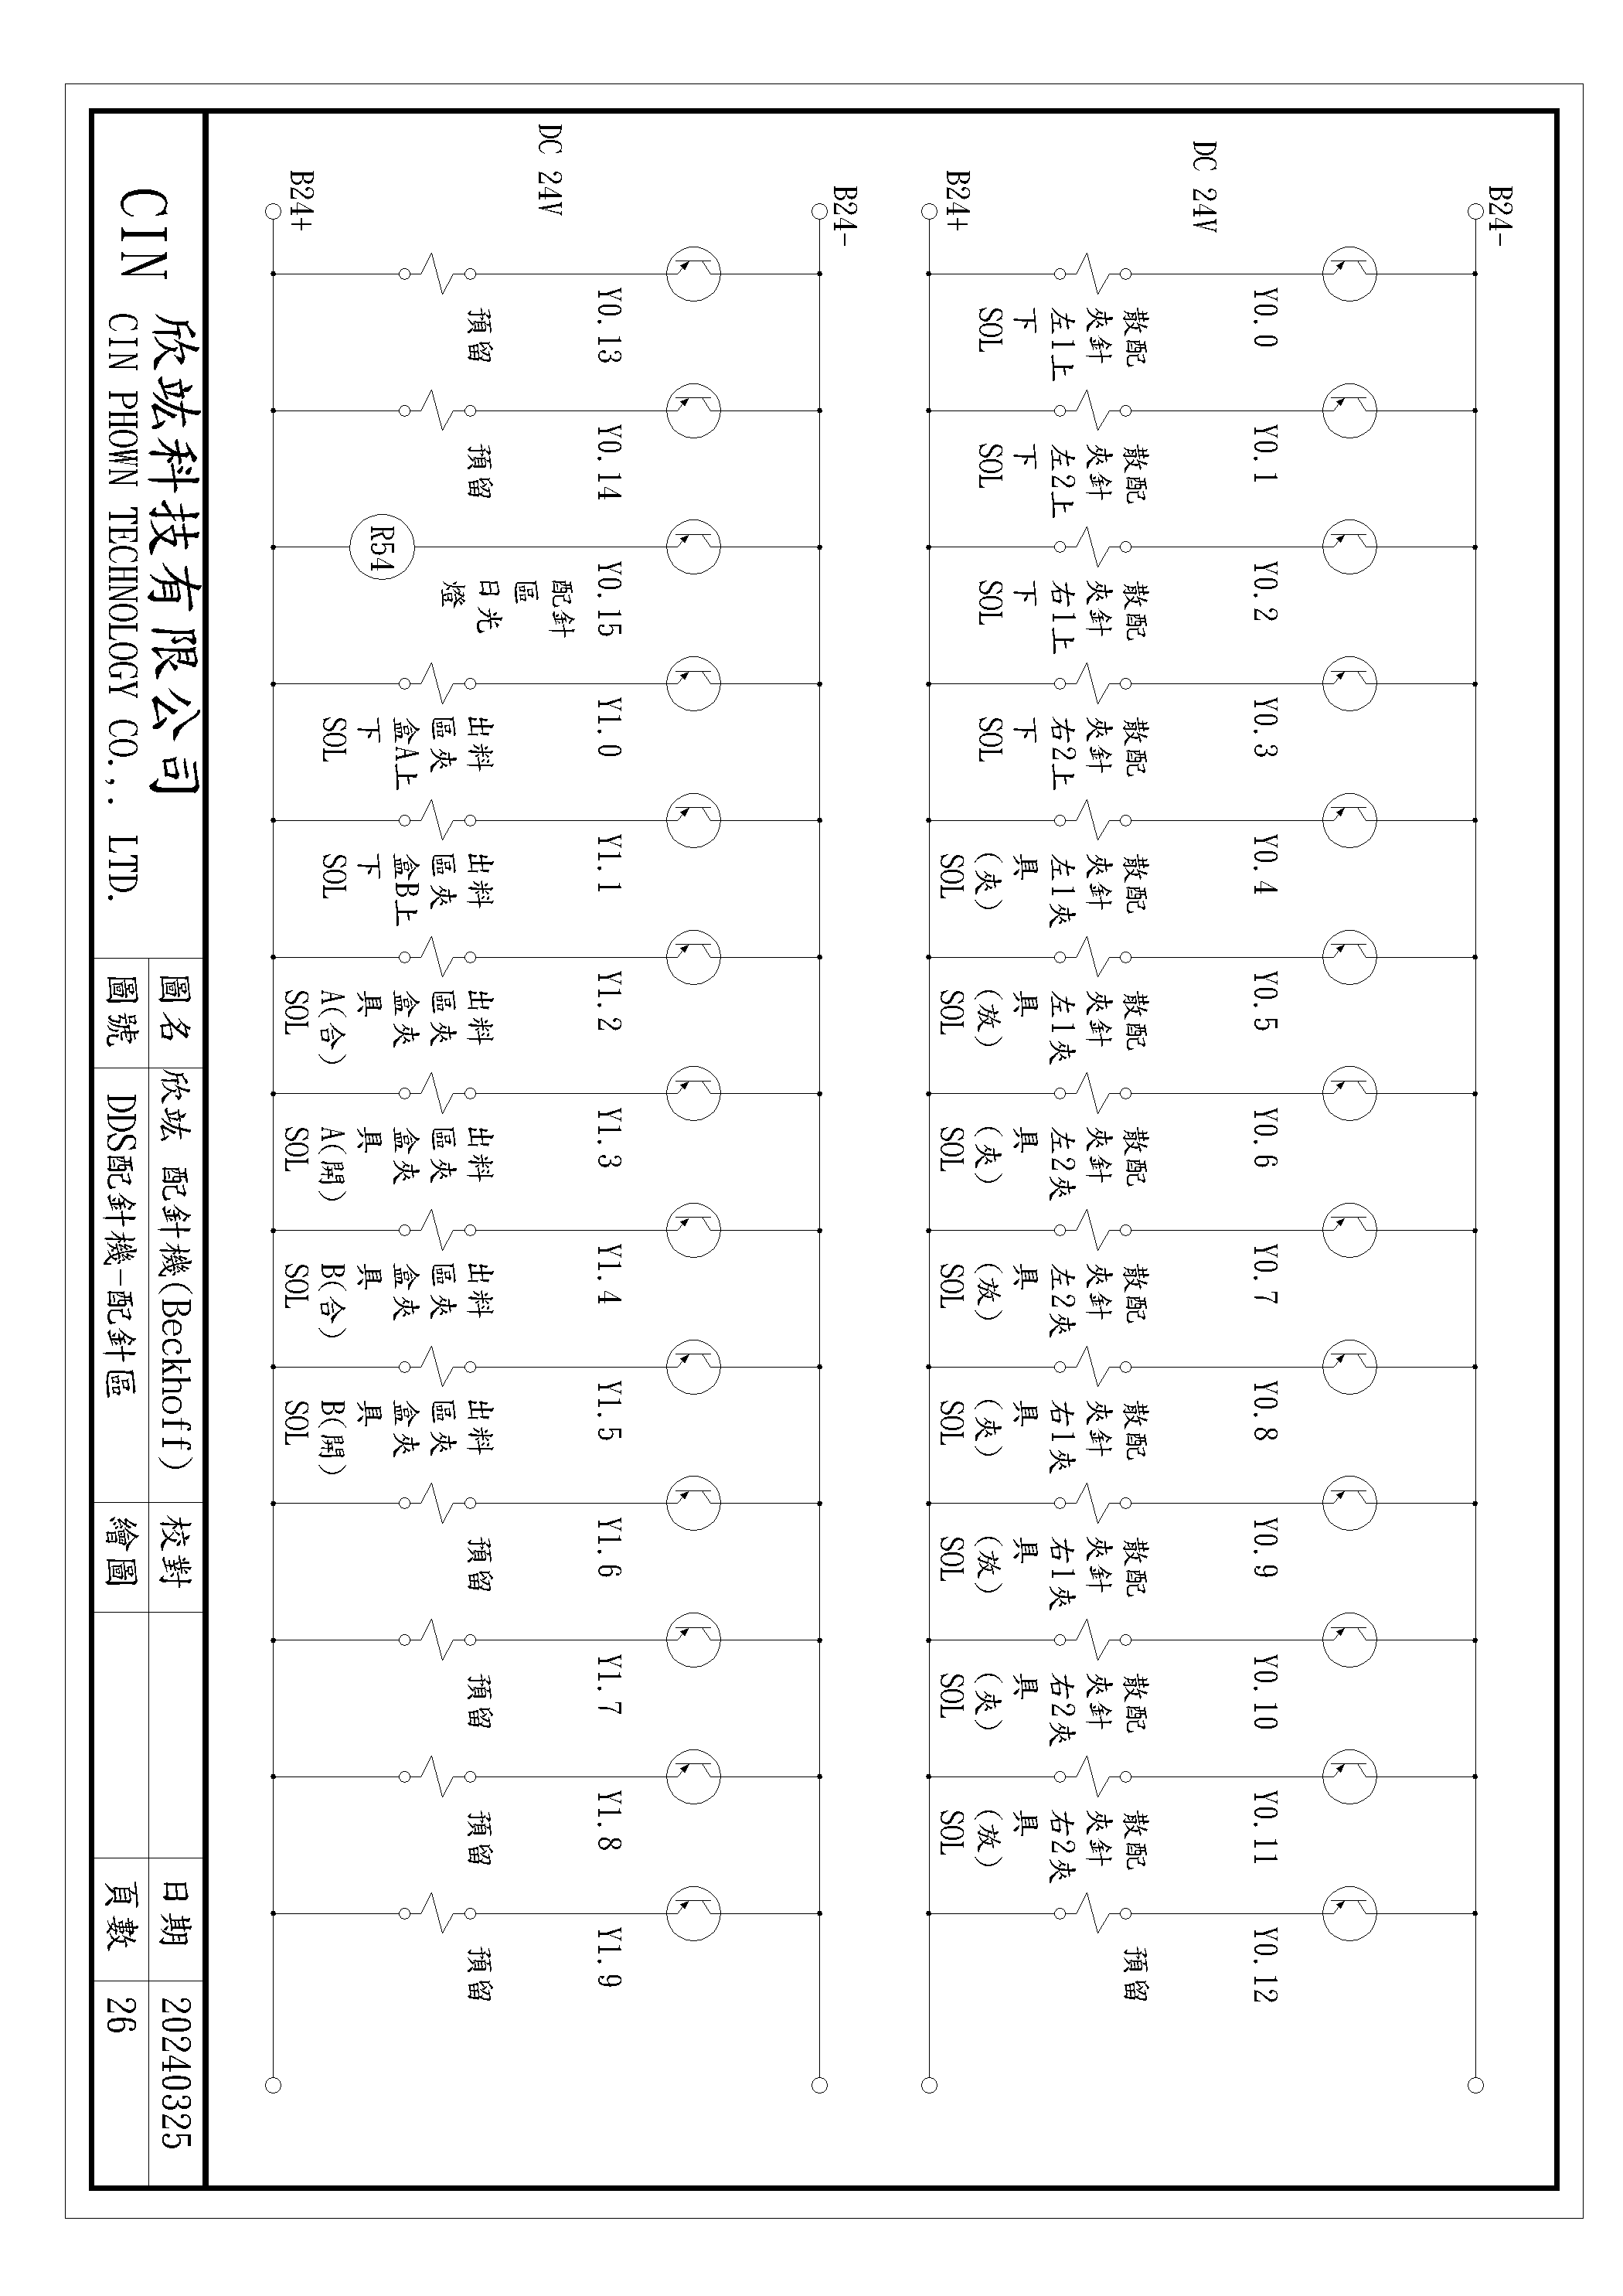 B24-
DC 24V
B24+
Y0.0
散配
夾針
左1上
下
SOL
Y0.1
散配
夾針
左2上
下
SOL
Y0.2
散配
夾針
右1上
下
SOL
Y0.3
散配
夾針
右2上
下
SOL
Y0.4
散配
夾針
左1夾
具
(夾)
SOL
Y0.5
散配
夾針
左1夾
具
(放)
SOL
Y0.6
散配
夾針
左2夾
具
(夾)
SOL
Y0.7
散配
夾針
左2夾
具
(放)
SOL
Y0.8
散配
夾針
右1夾
具
(夾)
SOL
Y0.9
散配
夾針
右1夾
具
(放)
SOL
Y0.10
散配
夾針
右2夾
具
(夾)
SOL
Y0.11
散配
夾針
右2夾
具
(放)
SOL
Y0.12
預留
B24-
DC 24V
B24+
Y0.13
預留
Y0.14
預留
Y0.15
配針
區
日光
燈
R54
Y1.0
出料
區夾
盒A上
下
SOL
Y1.1
出料
區夾
盒B上
下
SOL
Y1.2
出料
區夾
盒夾
具
A(合)
SOL
Y1.3
出料
區夾
盒夾
具
A(開)
SOL
Y1.4
出料
區夾
盒夾
具
B(合)
SOL
Y1.5
出料
區夾
盒夾
具
B(開)
SOL
Y1.6
預留
Y1.7
預留
Y1.8
預留
Y1.9
預留
CIN
欣竑科技有限公司
CIN PHOWN TECHNOLOGY CO.,. LTD.
圖名
欣竑 配針機(Beckhoff)
校對
日期
20240325
圖號
DDS配針機-配針區
繪圖
頁數
26